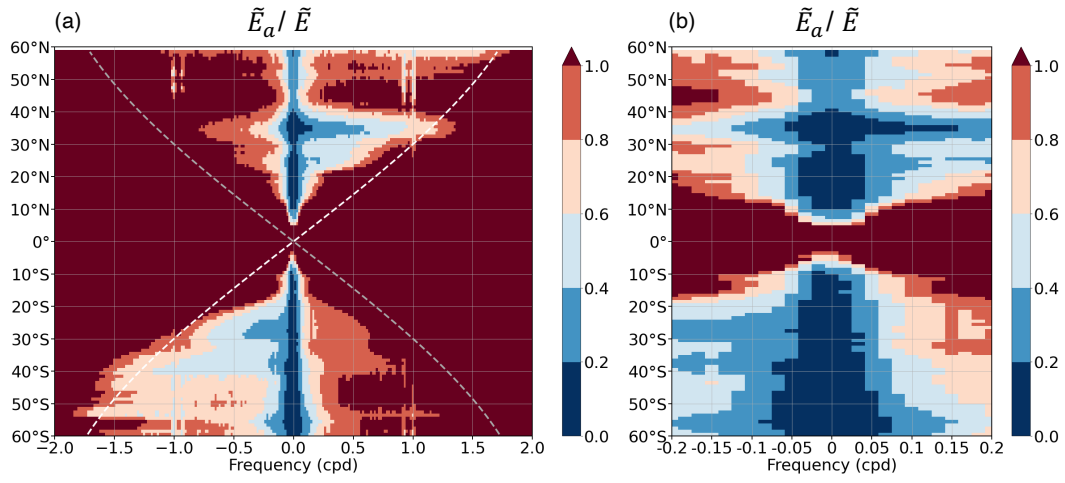 (a)
Ẽₐ/ Ẽ
60°N
50°N
40°N
30°N
20°N
10°N
0°
10°S
20°S
30°S
40°S
50°S
60°S
−2.0 −1.5 −1.0 −0.5 0.0 0.5 1.0 1.5 2.0
Frequency (cpd)
1.0
0.8
0.6
0.4
0.2
0.0
(b)
Ẽₐ/ Ẽ
60°N
50°N
40°N
30°N
20°N
10°N
0°
10°S
20°S
30°S
40°S
50°S
60°S
-0.2 -0.15 -0.1 -0.05 0 0.05 0.1 0.15 0.2
Frequency (cpd)
1.0
0.8
0.6
0.4
0.2
0.0